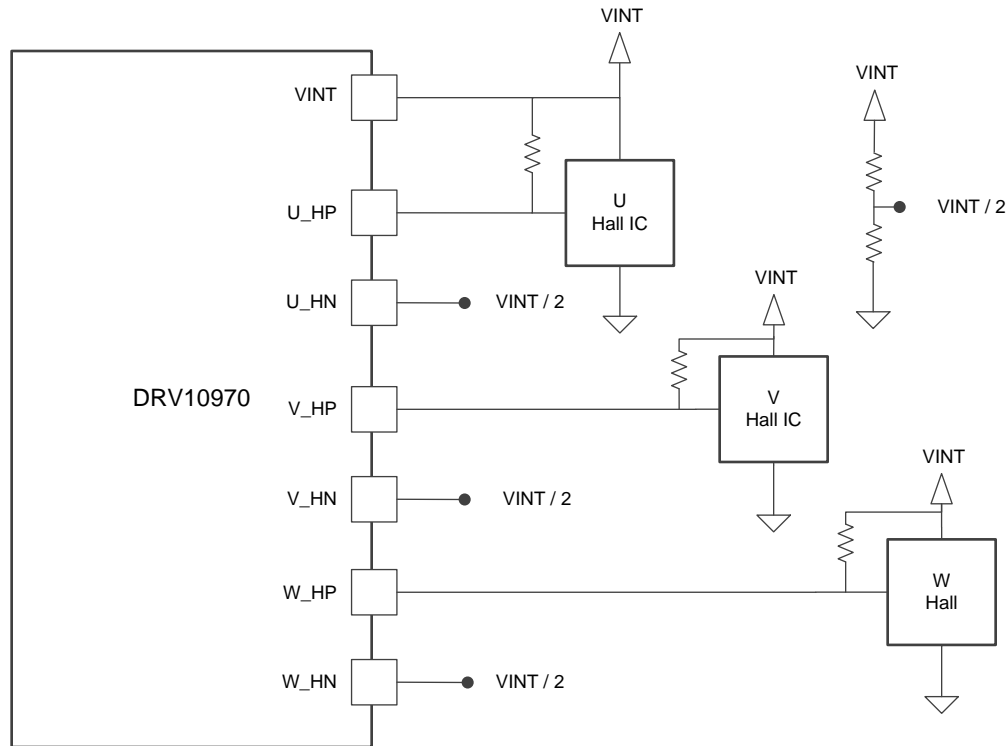 VINT
VINT
VINT
U
Hall IC
U_HP
VINT / 2
U_HN
VINT / 2
VINT
DRV10970
V_HP
V
Hall IC
VINT
V_HN
VINT / 2
W_HP
W
Hall
W_HN
VINT / 2